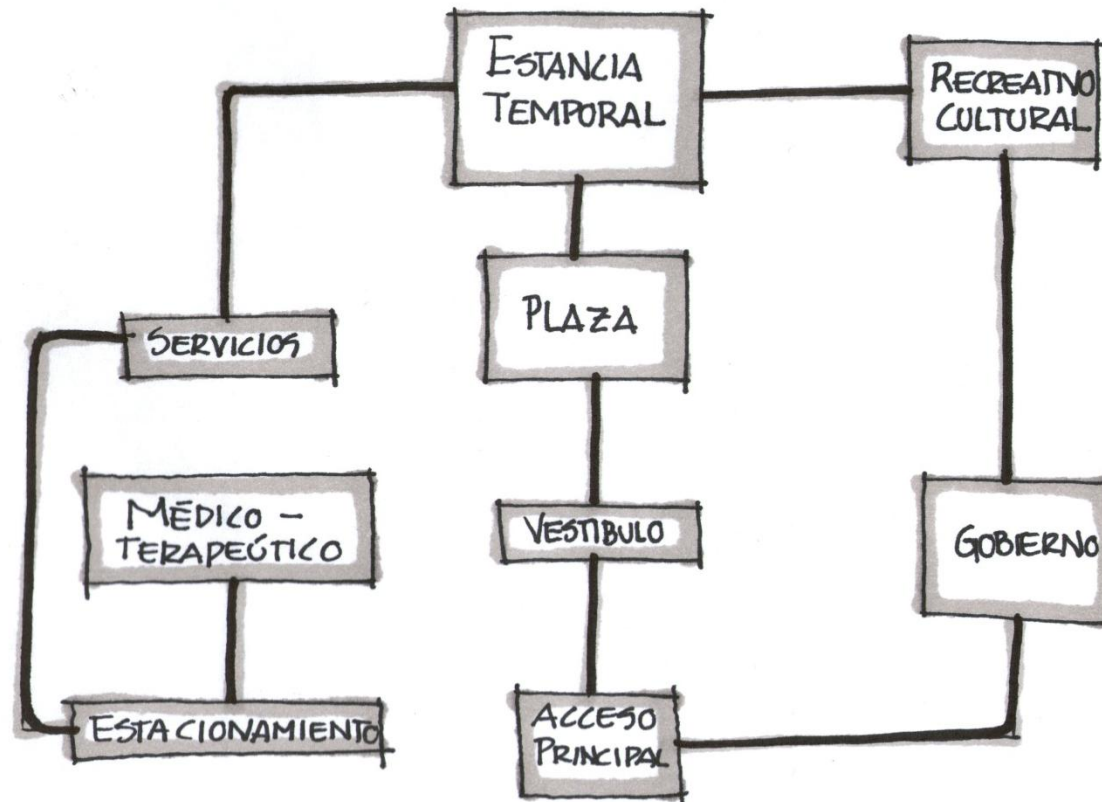 ESTANCIA
TEMPORAL
RECREATIVO
CULTURAL
PLAZA
SERVICIOS
MÉDICO -
TERAPEÚTICO
VESTIBULO
GOBIERNO
ESTACIONAMIENTO
ACCESO
PRINCIPAL